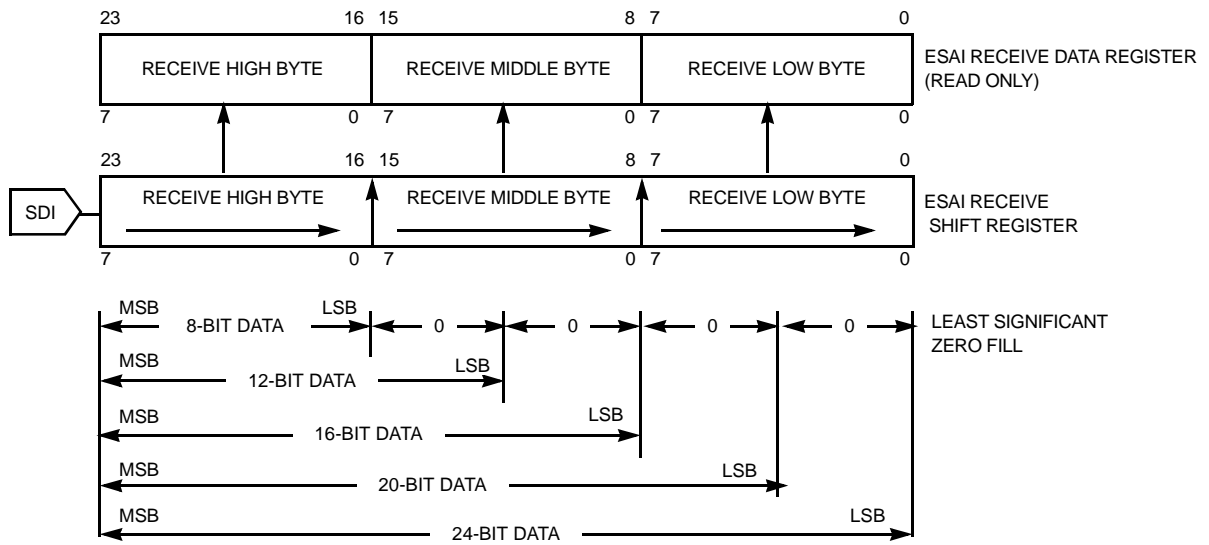 23 16 15 8 7 0
RECEIVE HIGH BYTE RECEIVE MIDDLE BYTE RECEIVE LOW BYTE
ESAI RECEIVE DATA REGISTER
(READ ONLY)
7 0 7 0 7 0
23 16 15 8 7 0
SDI
RECEIVE HIGH BYTE RECEIVE MIDDLE BYTE RECEIVE LOW BYTE
ESAI RECEIVE
SHIFT REGISTER
7 0 7 0 7 0
MSB LSB
8-BIT DATA 0 0 0 0
LEAST SIGNIFICANT
ZERO FILL
MSB LSB
12-BIT DATA
MSB LSB
16-BIT DATA
MSB LSB
20-BIT DATA
MSB LSB
24-BIT DATA